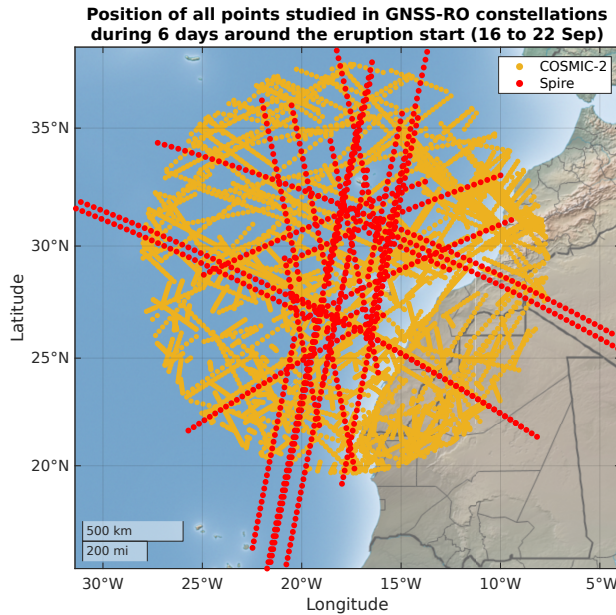 Position of all points studied in GNSS-RO constellations
during 6 days around the eruption start (16 to 22 Sep)
COSMIC-2
Spire
35°N
30°N
25°N
20°N
Latitude
500 km
200 mi
30°W
25°W
20°W
15°W
10°W
5°W
Longitude